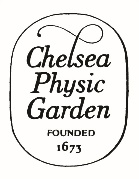 Chelsea
Physic
Garden
FOUNDED
1673